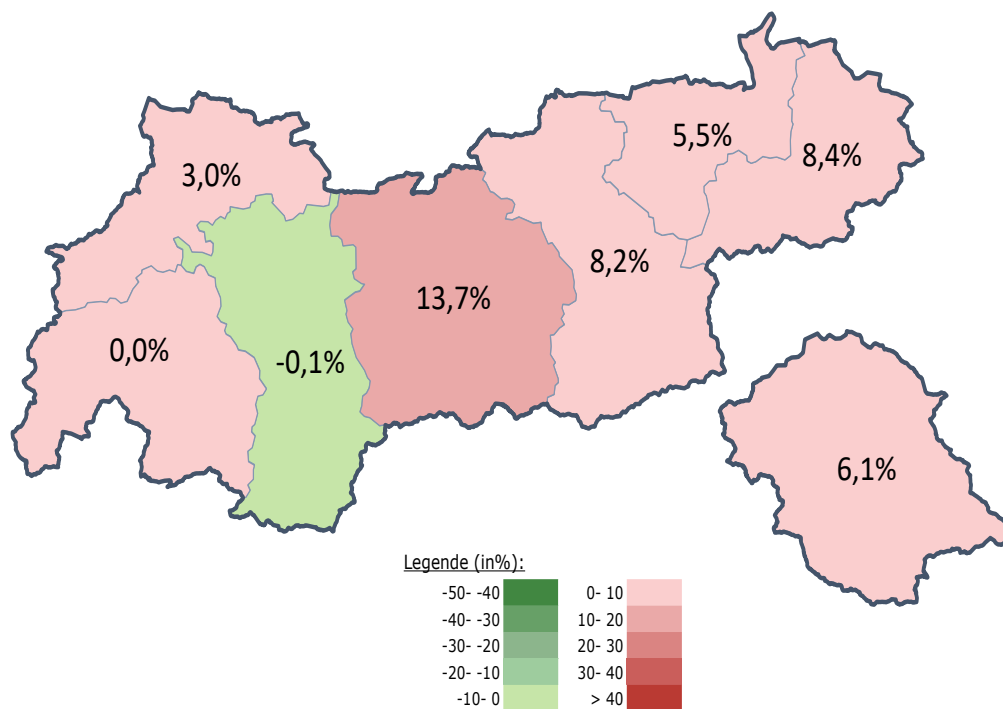 5,5%
8,4%
3,0%
8,2%
13,7%
0,0%
-0,1%
6,1%
Legende (in%):
-50- -40 0- 10
-40- -30 10- 20
-30- -20 20- 30
-20- -10 30- 40
-10- 0 > 40